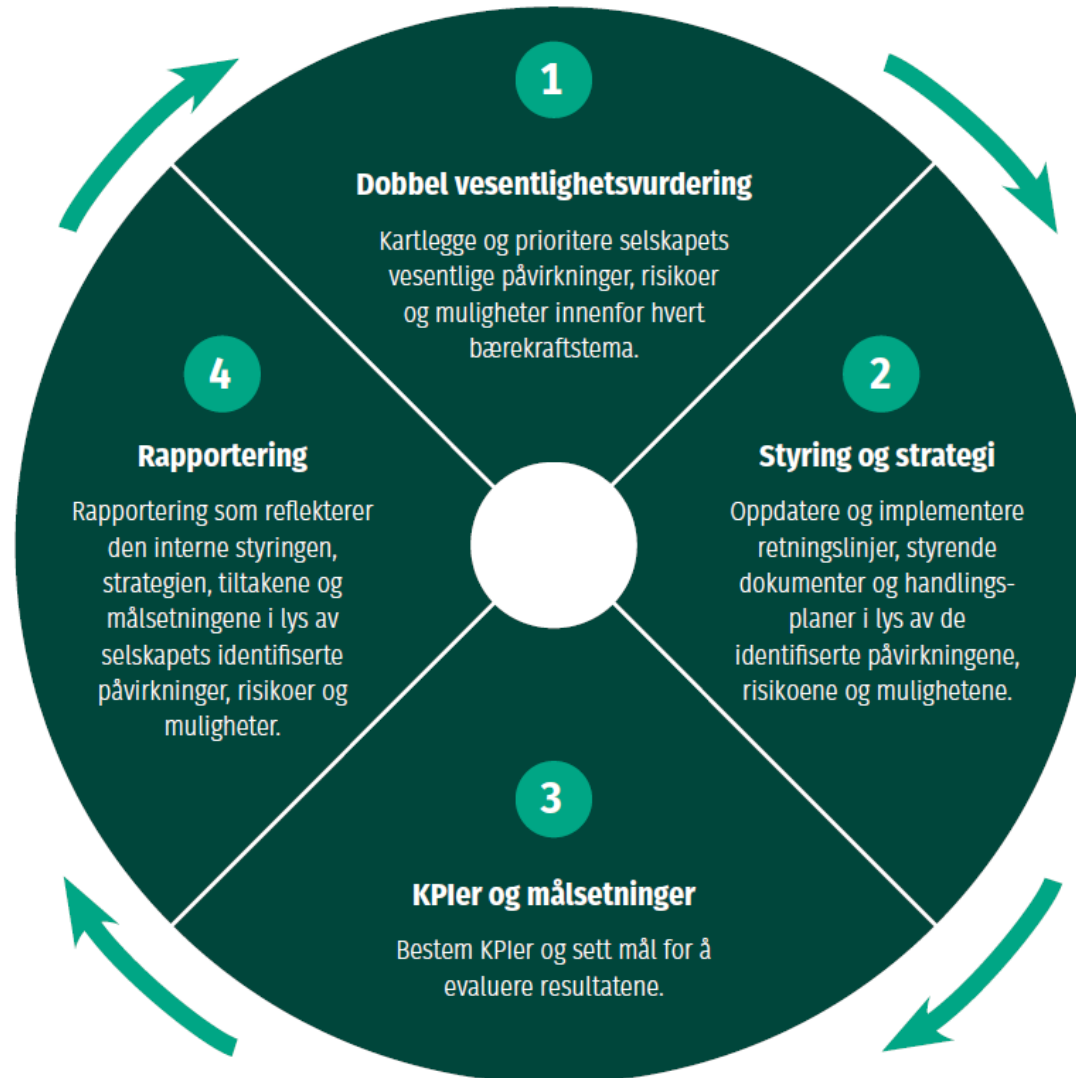 1
Dobbel vesentlighetsvurdering
Kartlegge og prioritere selskapets
vesentlige påvirkninger, risikoer
og muligheter innenfor hvert
bærekraftstema.
2
Styring og strategi
Oppdatere og implementere
retningslinjer, styrende
dokumenter og handlings-
planer i lys av de
identifiserte påvirkningene,
risikoene og mulighetene.
3
KPIer og målsetninger
Bestem KPIer og sett mål for å
evaluere resultatene.
4
Rapportering
Rapportering som reflekterer
den interne styringen,
strategien, tiltakene og
målsetningene i lys av
selskapets identifiserte
påvirkninger, risikoer og
muligheter.